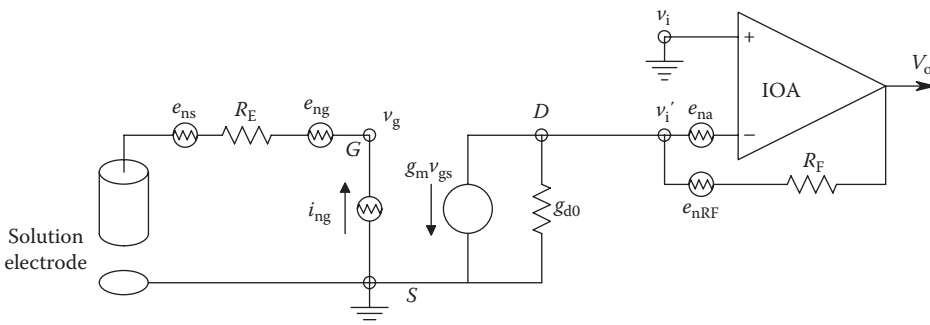 v_i
+
IOA
V_o
e_ns
R_E
e_ng
v_g
D
v_i'
e_na
−
G
g_m v_gs
R_F
i_ng
g_d0
e_nRF
Solution
electrode
S